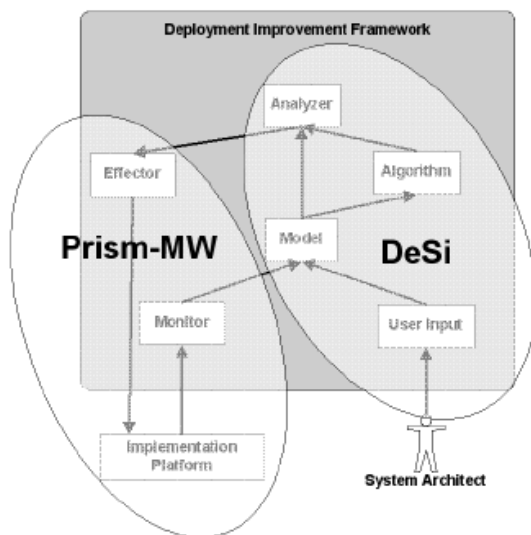 Deployment Improvement Framework
Analyzer
Effector
Algorithm
Prism-MW
Model
DeSi
Monitor
User Input
Implementation
Platform
System Architect